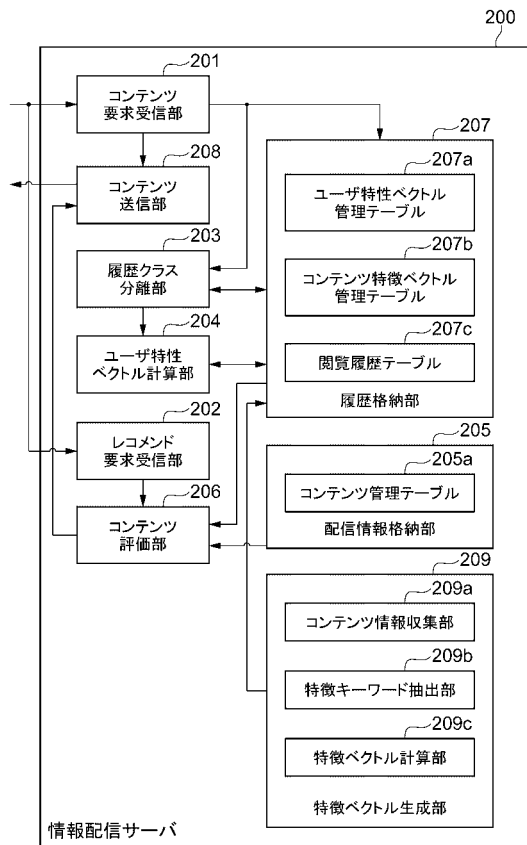 200
201
コンテンツ
要求受信部
208
コンテンツ
送信部
203
履歴クラス
分離部
204
ユーザ特性
ベクトル計算部
202
レコメンド
要求受信部
206
コンテンツ
評価部
207
207a
ユーザ特性ベクトル
管理テーブル
207b
コンテンツ特徴ベクトル
管理テーブル
207c
閲覧履歴テーブル
履歴格納部
205
205a
コンテンツ管理テーブル
配信情報格納部
209
209a
コンテンツ情報収集部
209b
特徴キーワード抽出部
209c
特徴ベクトル計算部
特徴ベクトル生成部
情報配信サーバ